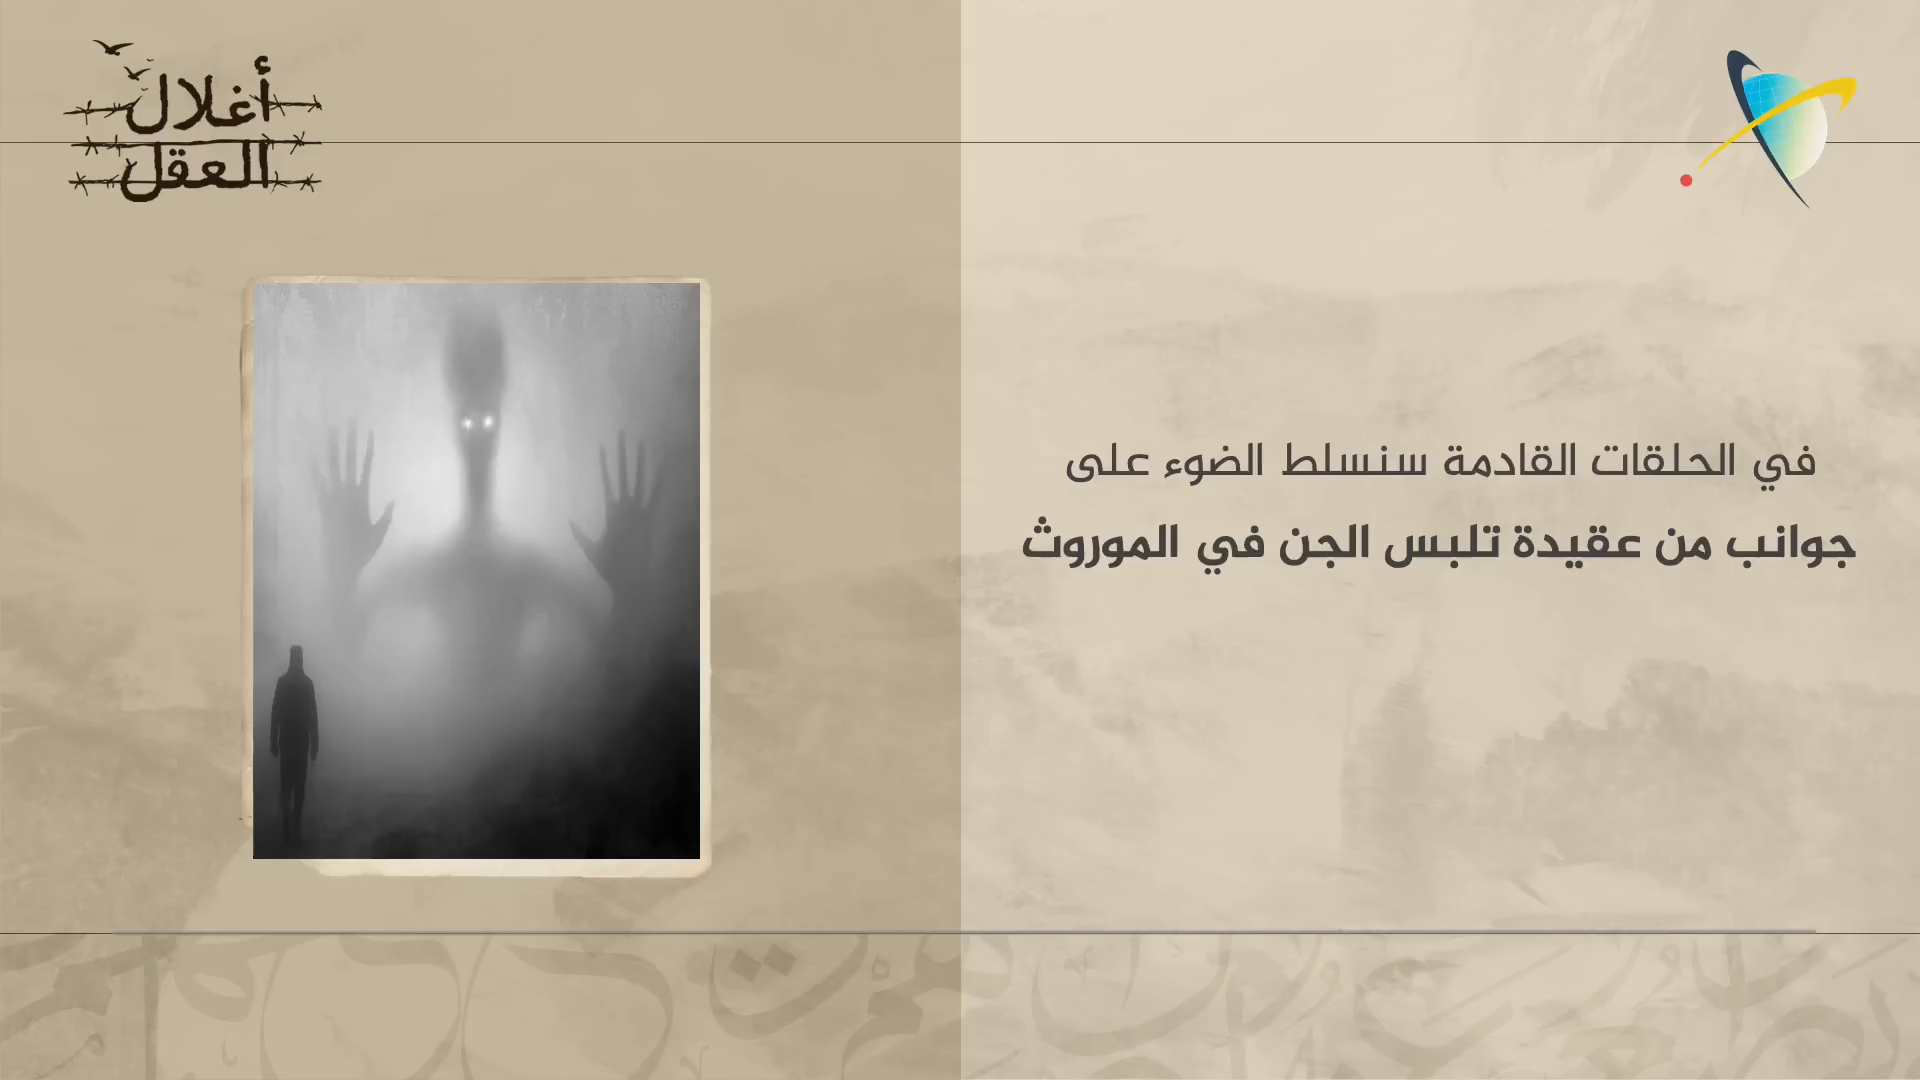 أغلال
العقل
في الحلقات القادمة سنسلط الضوء على
جوانب من عقيدة تلبس الجن في الموروث